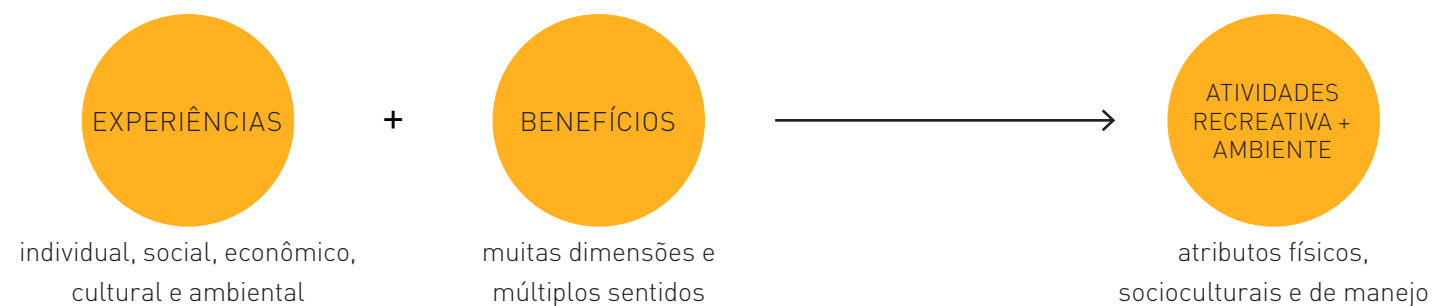 EXPERIÊNCIAS
+
BENEFÍCIOS
ATIVIDADES
RECREATIVA +
AMBIENTE
individual, social, econômico,
cultural e ambiental
muitas dimensões e
múltiplos sentidos
atributos físicos,
socioculturais e de manejo